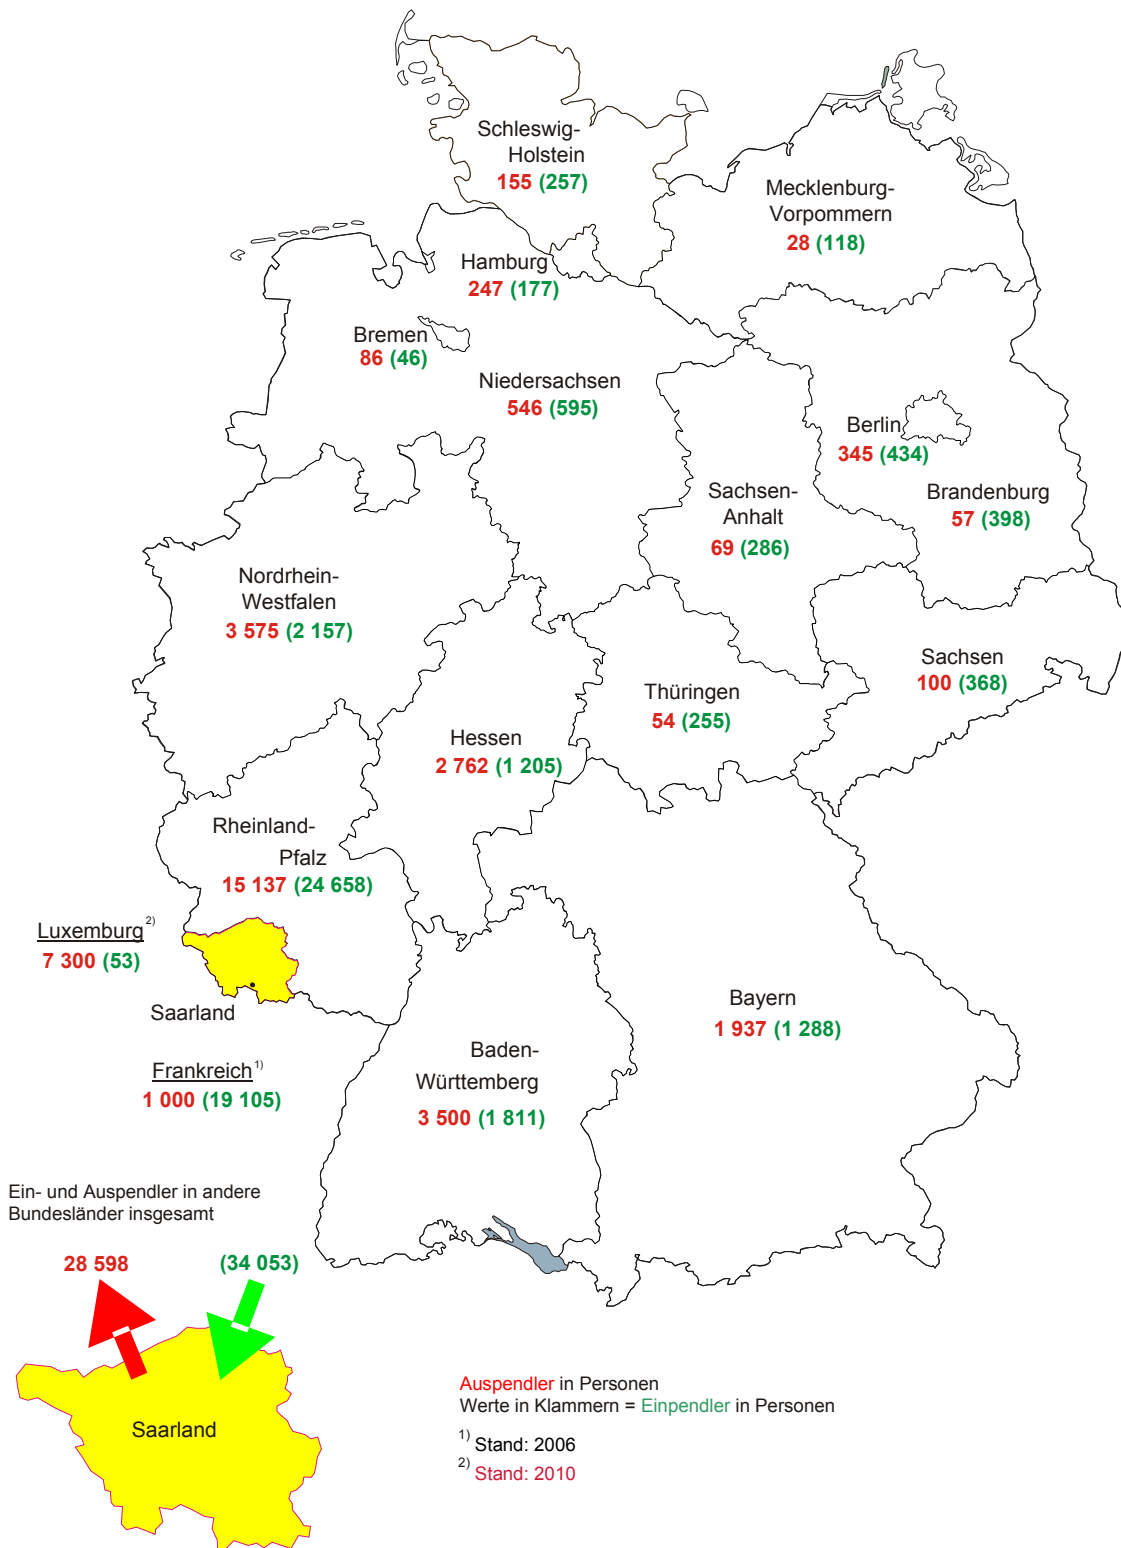 Schleswig-
Holstein
155 (257)
Mecklenburg-
Vorpommern
28 (118)
Hamburg
247 (177)
Bremen
86 (46)
Niedersachsen
546 (595)
Berlin
345 (434)
Brandenburg
57 (398)
Sachsen-
Anhalt
69 (286)
Nordrhein-
Westfalen
3 575 (2 157)
Sachsen
100 (368)
Thüringen
54 (255)
Hessen
2 762 (1 205)
Rheinland-
Pfalz
15 137 (24 658)
Luxemburg 2)
7 300 (53)
Saarland
Bayern
1 937 (1 288)
Baden-
Württemberg
3 500 (1 811)
Frankreich 1)
1 000 (19 105)
Ein- und Auspendler in andere
Bundesländer insgesamt
28 598 (34 053)
Saarland
Auspendler in Personen
Werte in Klammern = Einpendler in Personen
1) Stand: 2006
2) Stand: 2010